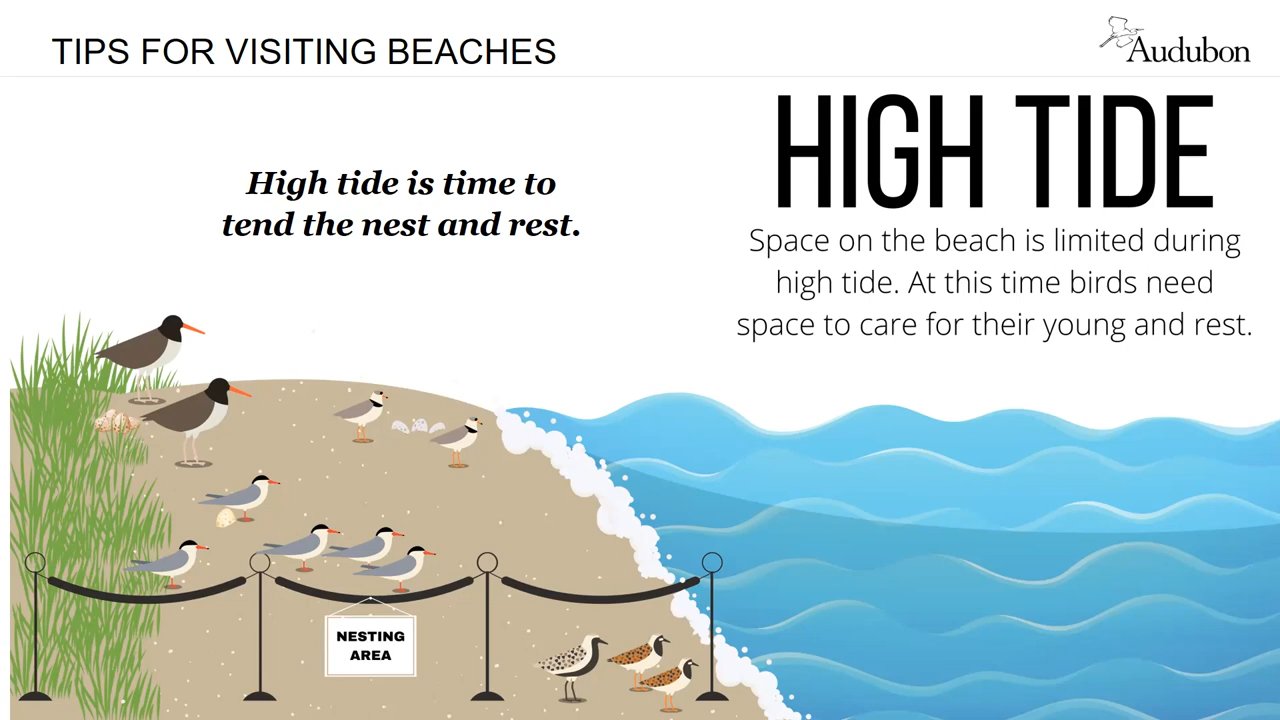 TIPS FOR VISITING BEACHES
Audubon
High tide is time to
tend the nest and rest.
HIGH TIDE
Space on the beach is limited during
high tide. At this time birds need
space to care for their young and rest.
NESTING
AREA